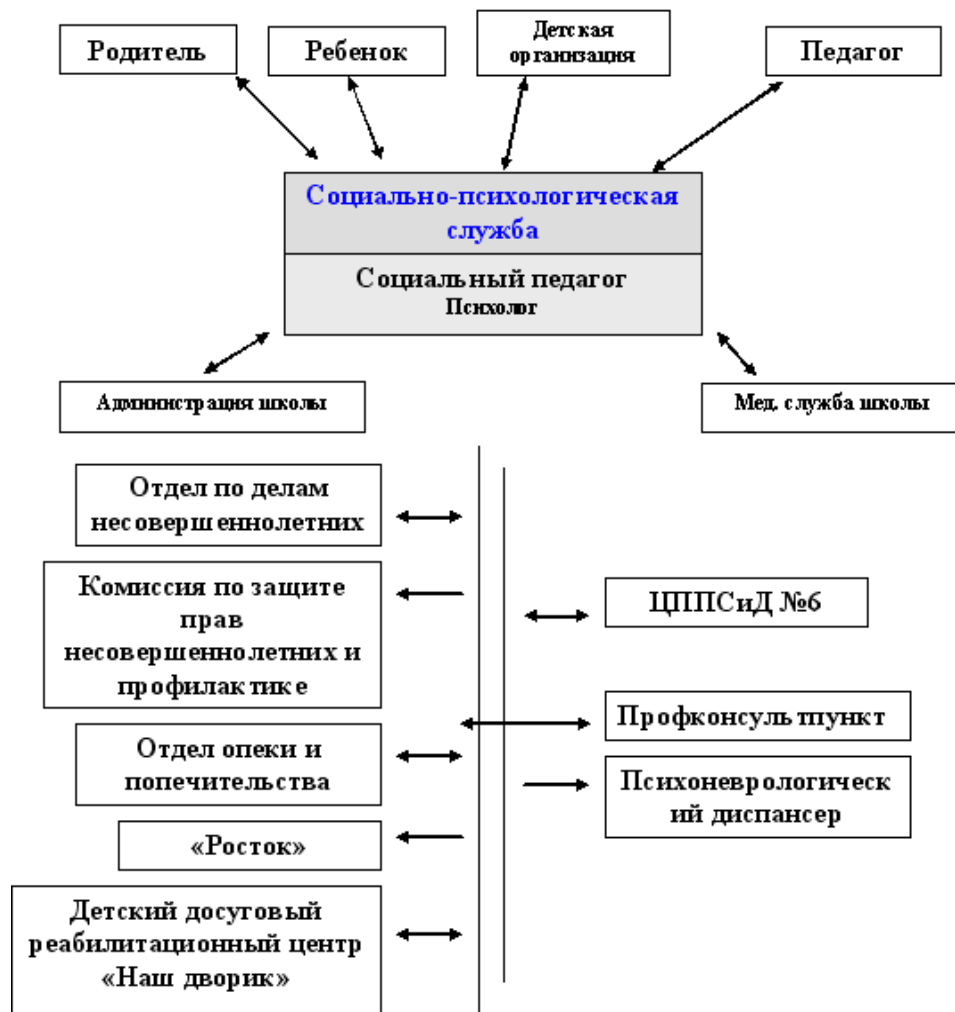 Родитель
Ребенок
Детская
организация
Педагог
Социально-психологическая
служба
Социальный педагог
Психолог
Администрация школы
Мед. служба школы
Отдел по делам
несовершеннолетних
Комиссия по защите
прав
несовершеннолетних и
профилактике
ЦППСиД №6
Отдел опеки и
попечительства
Профконсультпункт
Психоневрологическ
ий диспансер
«Росток»
Детский досуговый
реабилитационный центр
«Наш дворик»